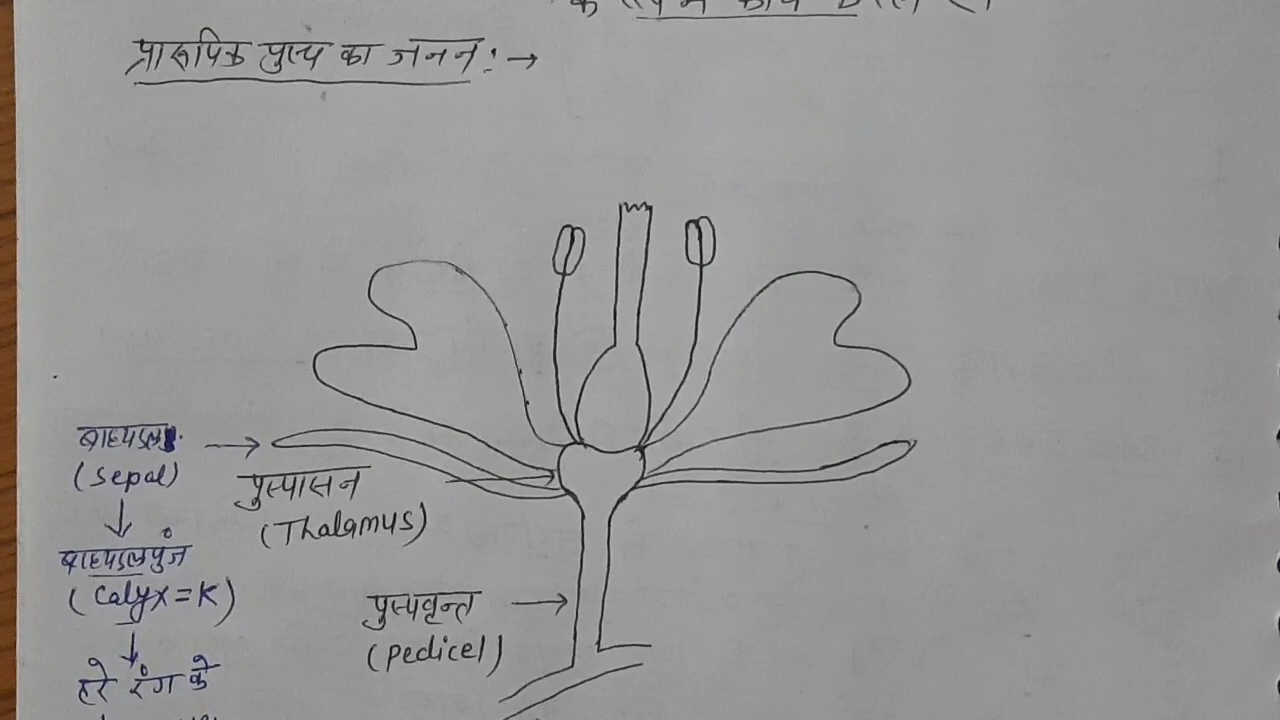 प्रारूपिक पुष्प का जनन :→
बाह्यदल
(sepal)
↓
बाह्यदलपुंज
(Calyx=K)
↓
हरे रंग के
पुष्पासन
(Thalamus)
पुष्पवृन्त
(pedicel)